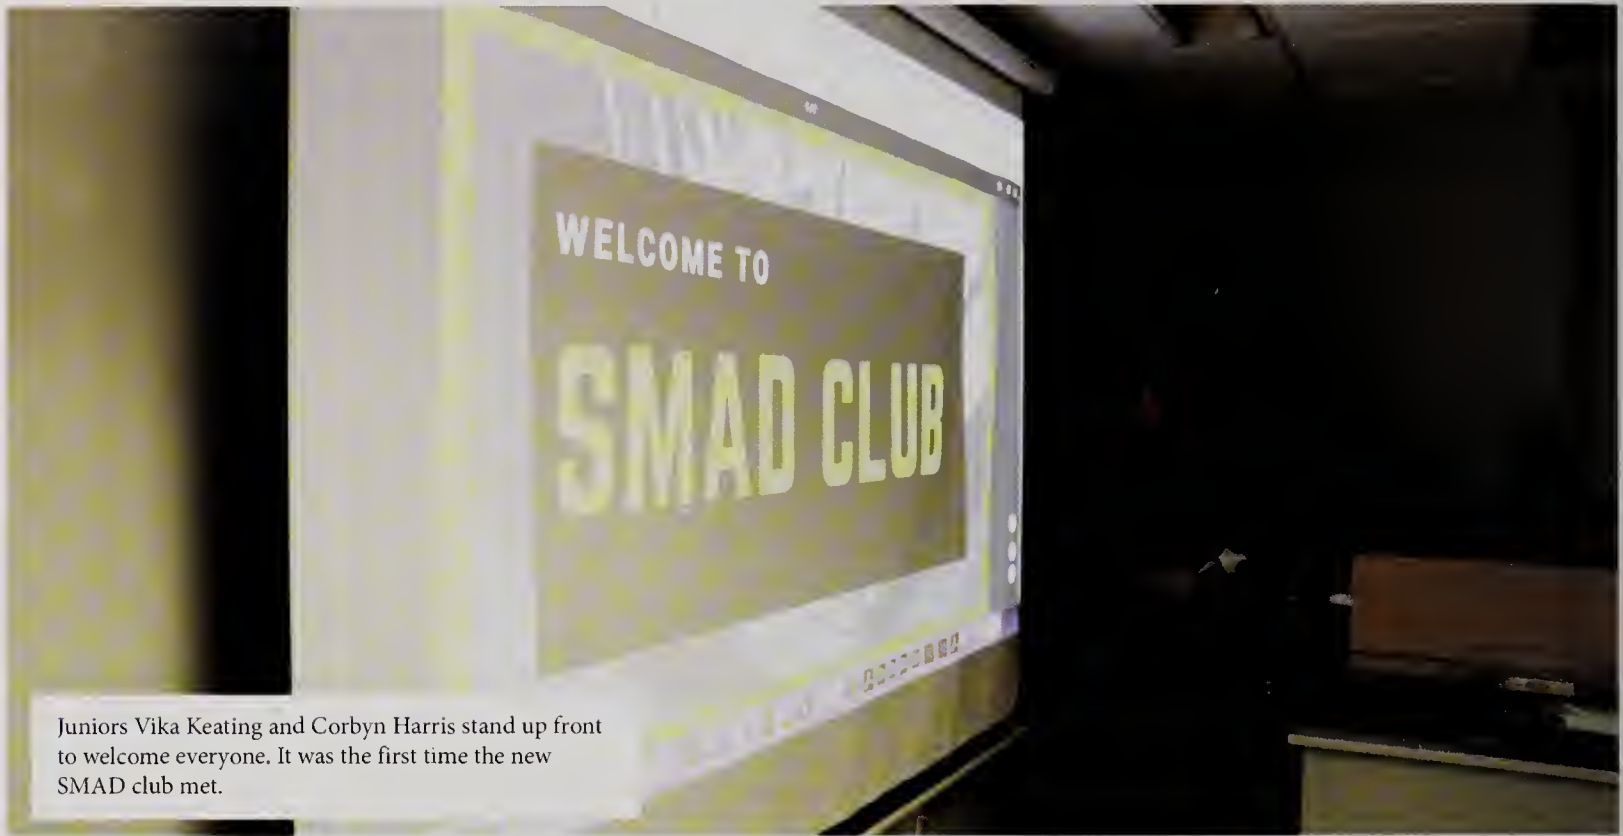 WELCOME TO
SMAD CLUB
Juniors Vika Keating and Corbyn Harris stand up front
to welcome everyone. It was the first time the new
SMAD club met.